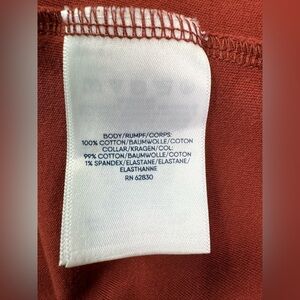 BODY/RUMPF/CORPS:
100% COTTON/BAUMWOLLE/COTON
COLLAR/KRAGEN/COL:
99% COTTON/BAUMWOLLE/COTON
1% SPANDEX/ELASTANE/ELASTANE/
ELASTHANNE
RN 62830